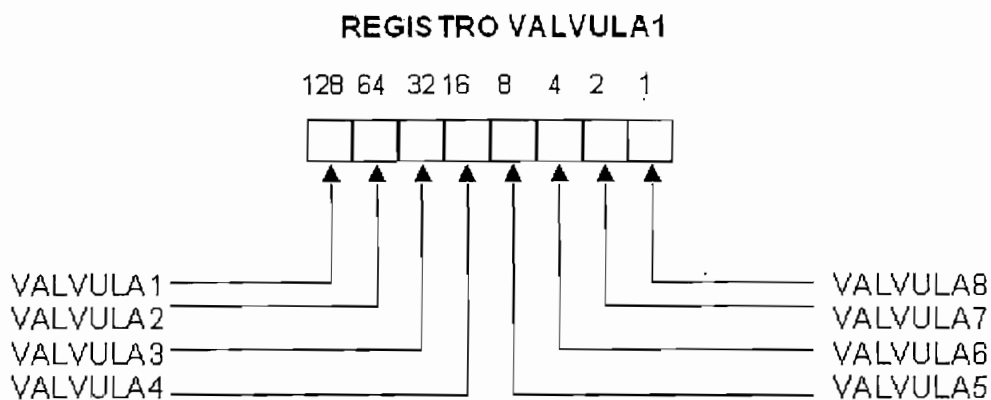 REGISTRO VALVULA1
128 64 32 16 8 4 2 1
VALVULA1
VALVULA2
VALVULA3
VALVULA4
VALVULA8
VALVULA7
VALVULA6
VALVULA5